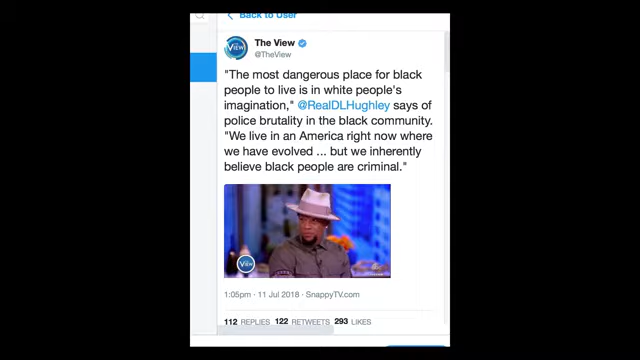 Back to User
The View
@TheView
"The most dangerous place for black
people to live is in white people's
imagination," @RealDLHughley says of
police brutality in the black community.
"We live in an America right now where
we have evolved ... but we inherently
believe black people are criminal."
VIEW
1:05pm · 11 Jul 2018 · SnappyTV.com
112 REPLIES 122 RETWEETS 293 LIKES